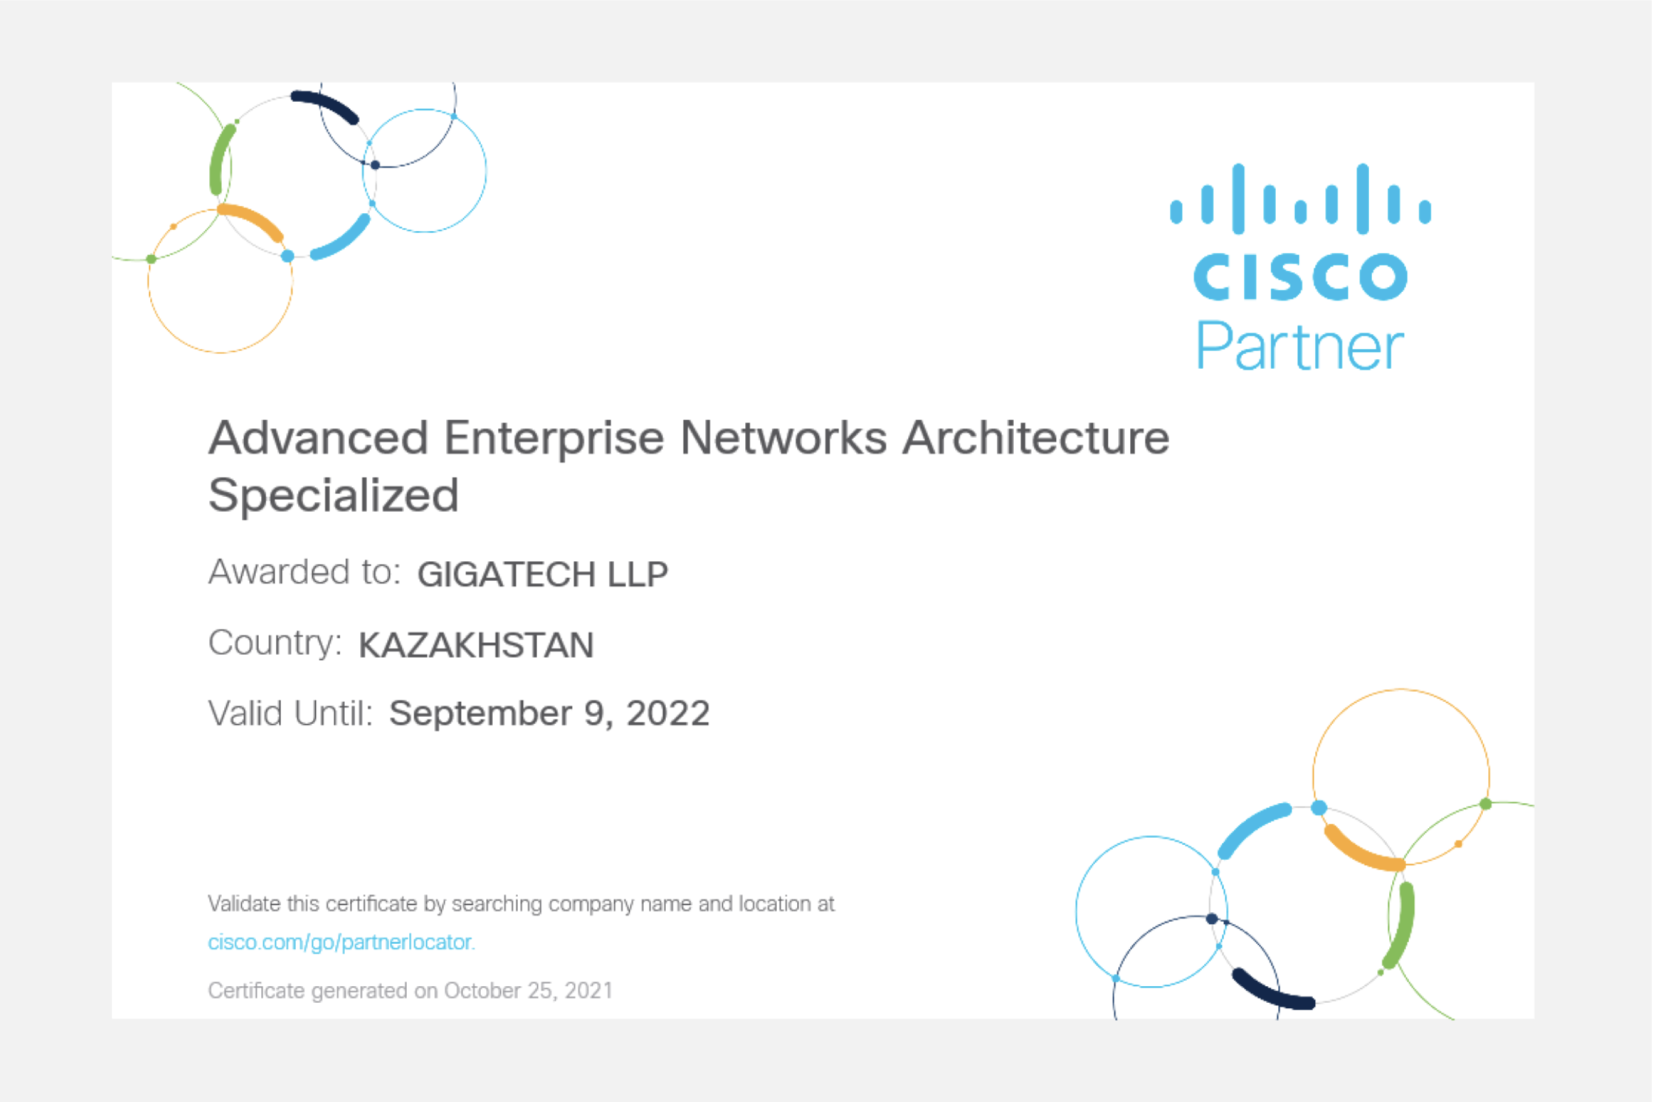 CISCO
Partner
Advanced Enterprise Networks Architecture
Specialized
Awarded to: GIGATECH LLP
Country: KAZAKHSTAN
Valid Until: September 9, 2022
Validate this certificate by searching company name and location at
cisco.com/go/partnerlocator.
Certificate generated on October 25, 2021